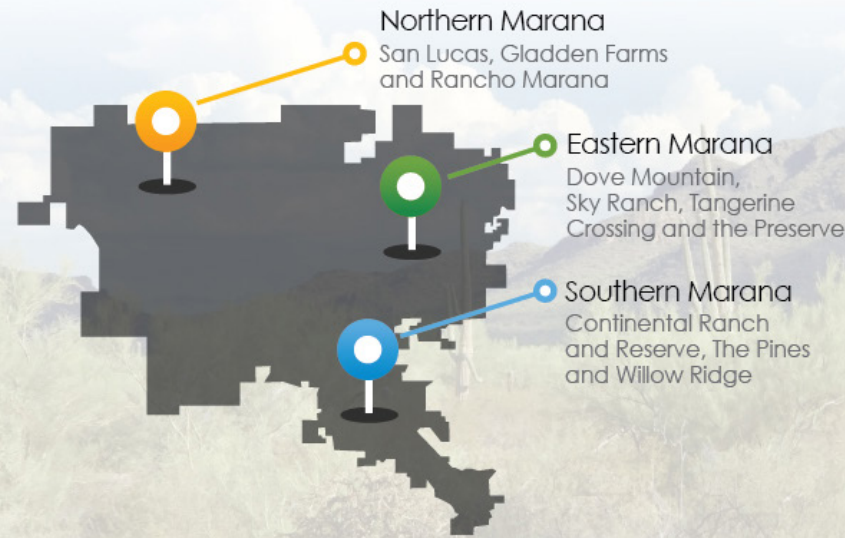 Northern Marana
San Lucas, Gladden Farms
and Rancho Marana
Eastern Marana
Dove Mountain,
Sky Ranch, Tangerine
Crossing and the Preserve
Southern Marana
Continental Ranch
and Reserve, The Pines
and Willow Ridge